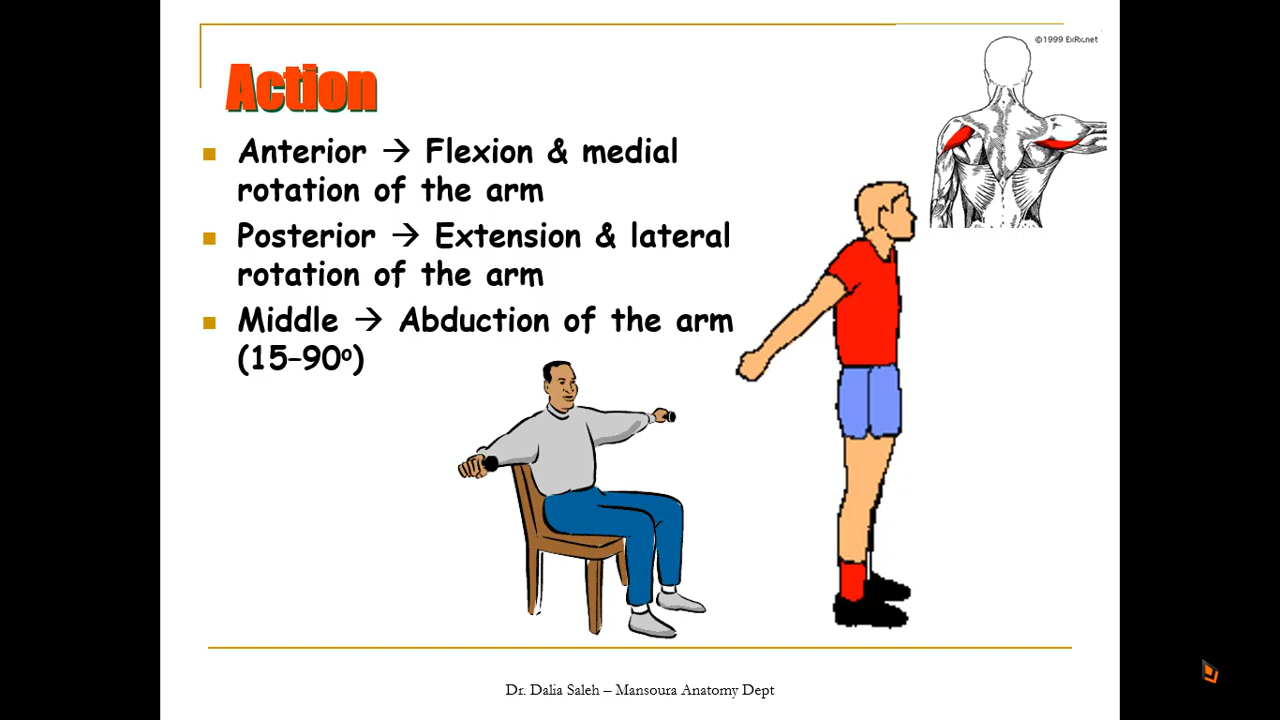 ©1999 ExRx.net
Action
Anterior → Flexion & medial
rotation of the arm
Posterior → Extension & lateral
rotation of the arm
Middle → Abduction of the arm
(15–90º)
Dr. Dalia Saleh – Mansoura Anatomy Dept